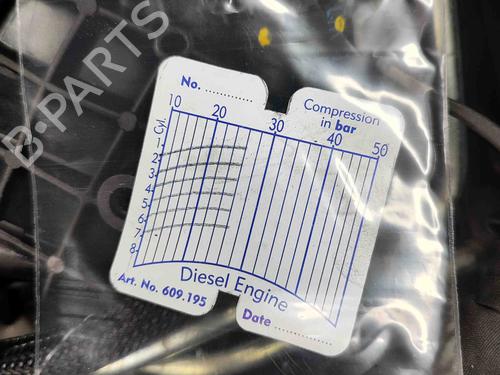 B·PARTS
No. ..............
Compression
in bar
10 20 30 40 50
Cyl.
1
2
3
4
5
6
7
8
Diesel Engine
Art. No. 609.195
Date ................